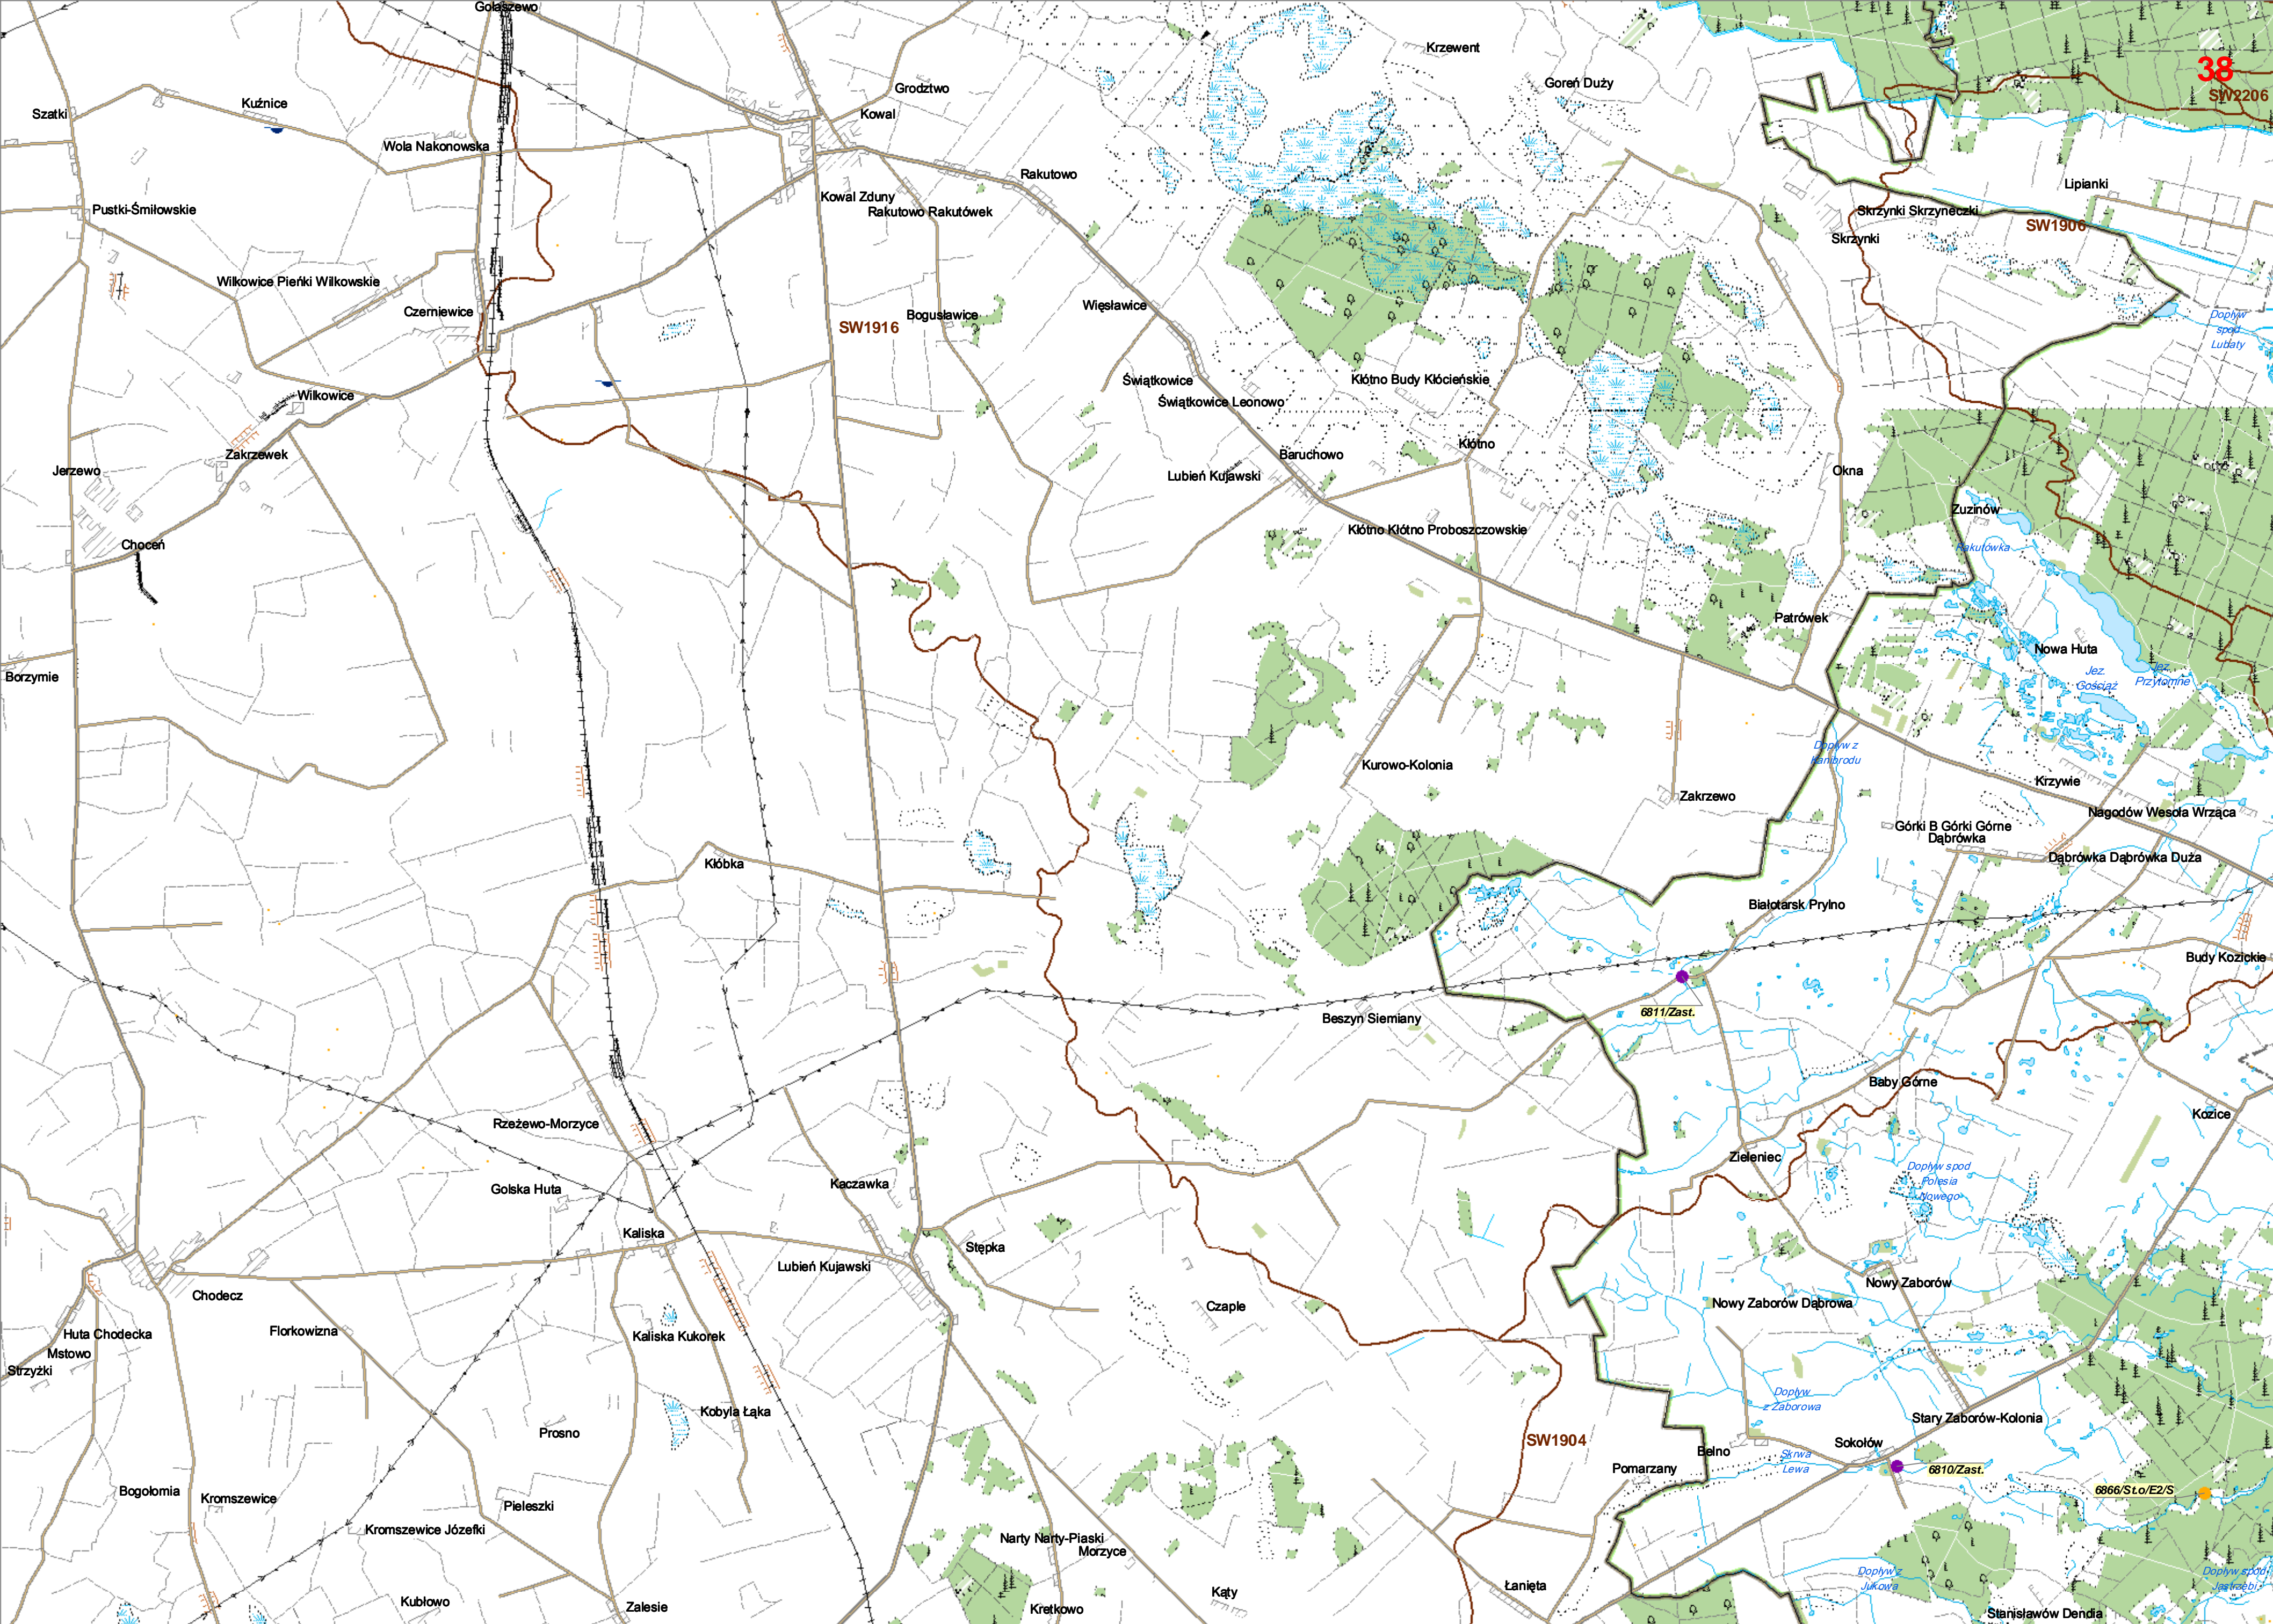 Gołaszewo
Krzewent
38
SW2206
Goreń Duży
Grodztwo
Kuźnice
Szatki
Kowal
Wola Nakonowska
Rakutowo
Lipianki
Kowal Zduny
Pustki-Śmiłowskie
Rakutowo Rakutówek
Skrzynki Skrzyneczki
SW1906
Skrzynki
Wilkowice Pieńki Wilkowskie
Więsławice
Czerniewice
Bogusławice
SW1916
Dopływ
spod
Lubaty
Świątkowice
Kłótno Budy Kłócieńskie
Wilkowice
Świątkowice Leonowo
Kłótno
Zakrzewek
Baruchowo
Jerzewo
Lubień Kujawski
Okna
Zuzinów
Kłótno Kłótno Proboszczowskie
Choceń
Rakutówka
Patrówek
Nowa Huta
Borzymie
Jez.
Gościąż
Jez.
Przytomne
Dopływ z
Kanibrodu
Kurowo-Kolonia
Krzywie
Zakrzewo
Nagodów Wesoła Wrząca
Górki B Górki Górne
Dąbrówka
Dąbrówka Dąbrówka Duża
Kłóbka
Białotarsk Prylno
Budy Kozickie
6811/Zast.
Beszyn Siemiany
Baby Górne
Kozice
Rzeżewo-Morzyce
Zieleniec
Dopływ spod
Polesia
Nowego
Kaczawka
Golska Huta
Kaliska
Stępka
Lubień Kujawski
Nowy Zaborów
Chodecz
Nowy Zaborów Dąbrowa
Czaple
Florkowizna
Huta Chodecka
Kaliska Kukorek
Mstowo
Strzyżki
Dopływ
z Zaborowa
Kobyla Łąka
Stary Zaborów-Kolonia
Prosno
SW1904
Sokołów
Belno
Skrwa
Lewa
Pomarzany
6810/Zast.
Bogołomia
6866/St.o/E2/S
Kromszewice
Pieleszki
Kromszewice Józefki
Narty Narty-Piaski
Morzyce
Dopływ z
Jukowa
Dopływ spod
Jastrzębi
Łanięta
Kąty
Kubłowo
Zalesie
Kretkowo
Stanisławów Dendia